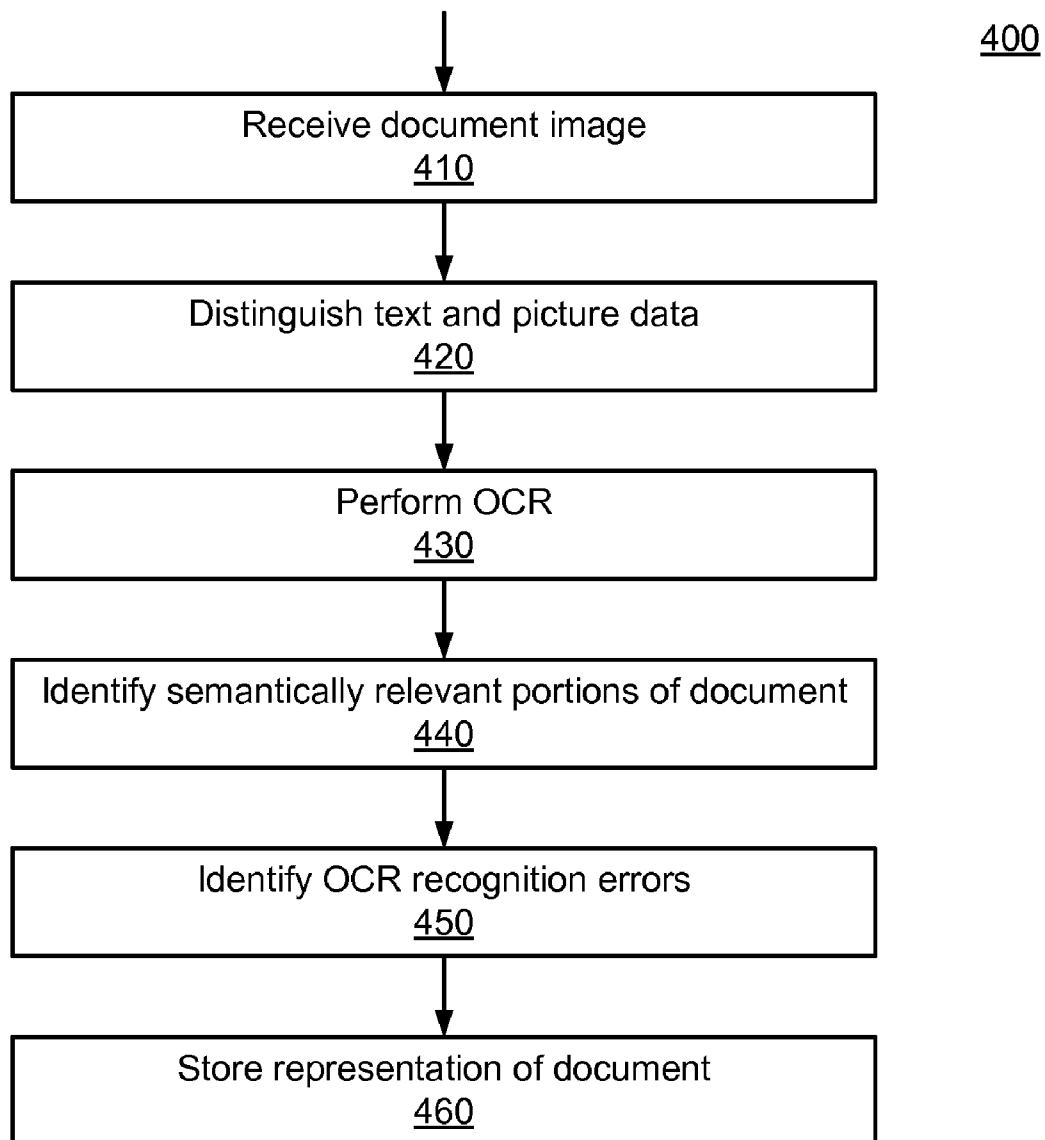 400
Receive document image
410
Distinguish text and picture data
420
Perform OCR
430
Identify semantically relevant portions of document
440
Identify OCR recognition errors
450
Store representation of document
460